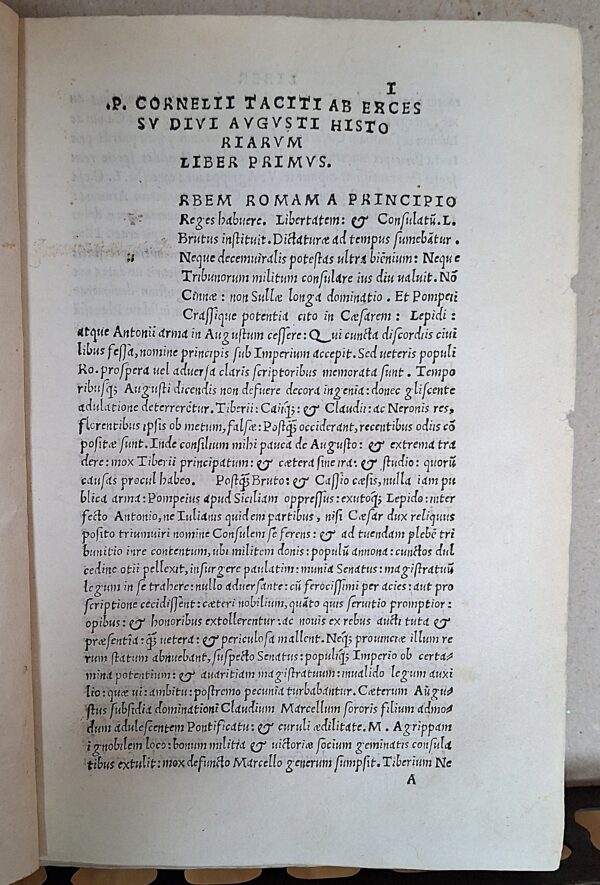 I
.P. CORNELII TACITI AB EXCES
SV DIVI AVGVSTI HISTO
RIARVM
LIBER PRIMVS.
RBEM ROMAM A PRINCIPIO
Reges habuere. Libertatem: & Consulatū. L.
Brutus instituit. Dictaturæ ad tempus sumebātur.
Neque decemuiralis potestas ultra biēnium: Neque
Tribunorum militum consulare ius diu ualuit. Nō
Cinnæ: non Sullæ longa dominatio. Et Pompeii
Crassique potentia cito in Cæsarem: Lepidi:
atque Antonii arma in Augustum cessere: Qui cuncta discordiis ciui
libus fessa, nomine principis sub Imperium accepit. Sed ueteris populi
Ro. prospera uel aduersa claris scriptoribus memorata sunt. Tempo
ribusq; Augusti dicendis non defuere decora ingenia: donec gliscente
adulatione deterrerētur. Tiberii: Caiiq;: & Claudii: ac Neronis res,
florentibus ipsis ob metum, falsæ: Postq̄ occiderant, recentibus odiis cō
positæ sunt. Inde consilium mihi pauca de Augusto: & extrema tra
dere: mox Tiberii principatum: & cætera sine ira: & studio: quorū
causas procul habeo. Postq̄ Bruto: & Cassio cæsis, nulla iam pu
blica arma: Pompeius apud Siciliam oppressus: exutoq; Lepido: inter
fecto Antonio, ne Iulianis quidem partibus, nisi Cæsar dux reliquus
posito triumuiri nomine Consulem se ferens: & ad tuendam plebē tri
bunitio iure contentum, ubi militem donis: populū annona: cunctos dul
cedine otii pellexit, insurgere paulatim: munia Senatus: magistratuū
legum in se trahere: nullo aduersante: cū ferocissimi per acies: aut pro
scriptione cecidissēt: cæteri nobilium, quāto quis seruitio promptior:
opibus: & honoribus extollerentur: ac nouis ex rebus aucti tuta &
præsentia: q̄ uetera: & periculosa mallent. Neq; prouinciæ illum re
rum statum abnuebant, suspecto Senatus: populiq; Imperio ob certa-
mina potentium: & auaritiam magistratuum: inualido legum auxi
lio: quæ ui: ambitu: postremo pecunia turbabantur. Cæterum Augu-
stus subsidia dominationi Claudium Marcellum sororis filium admo-
dum adulescentem Pontificatu: & curuli ædilitate. M. Agrippam
ignobilem loco: bonum militia & uictoriæ socium geminatis consula
tibus extulit: mox defuncto Marcello generum sumpsit. Tiberium Ne
A